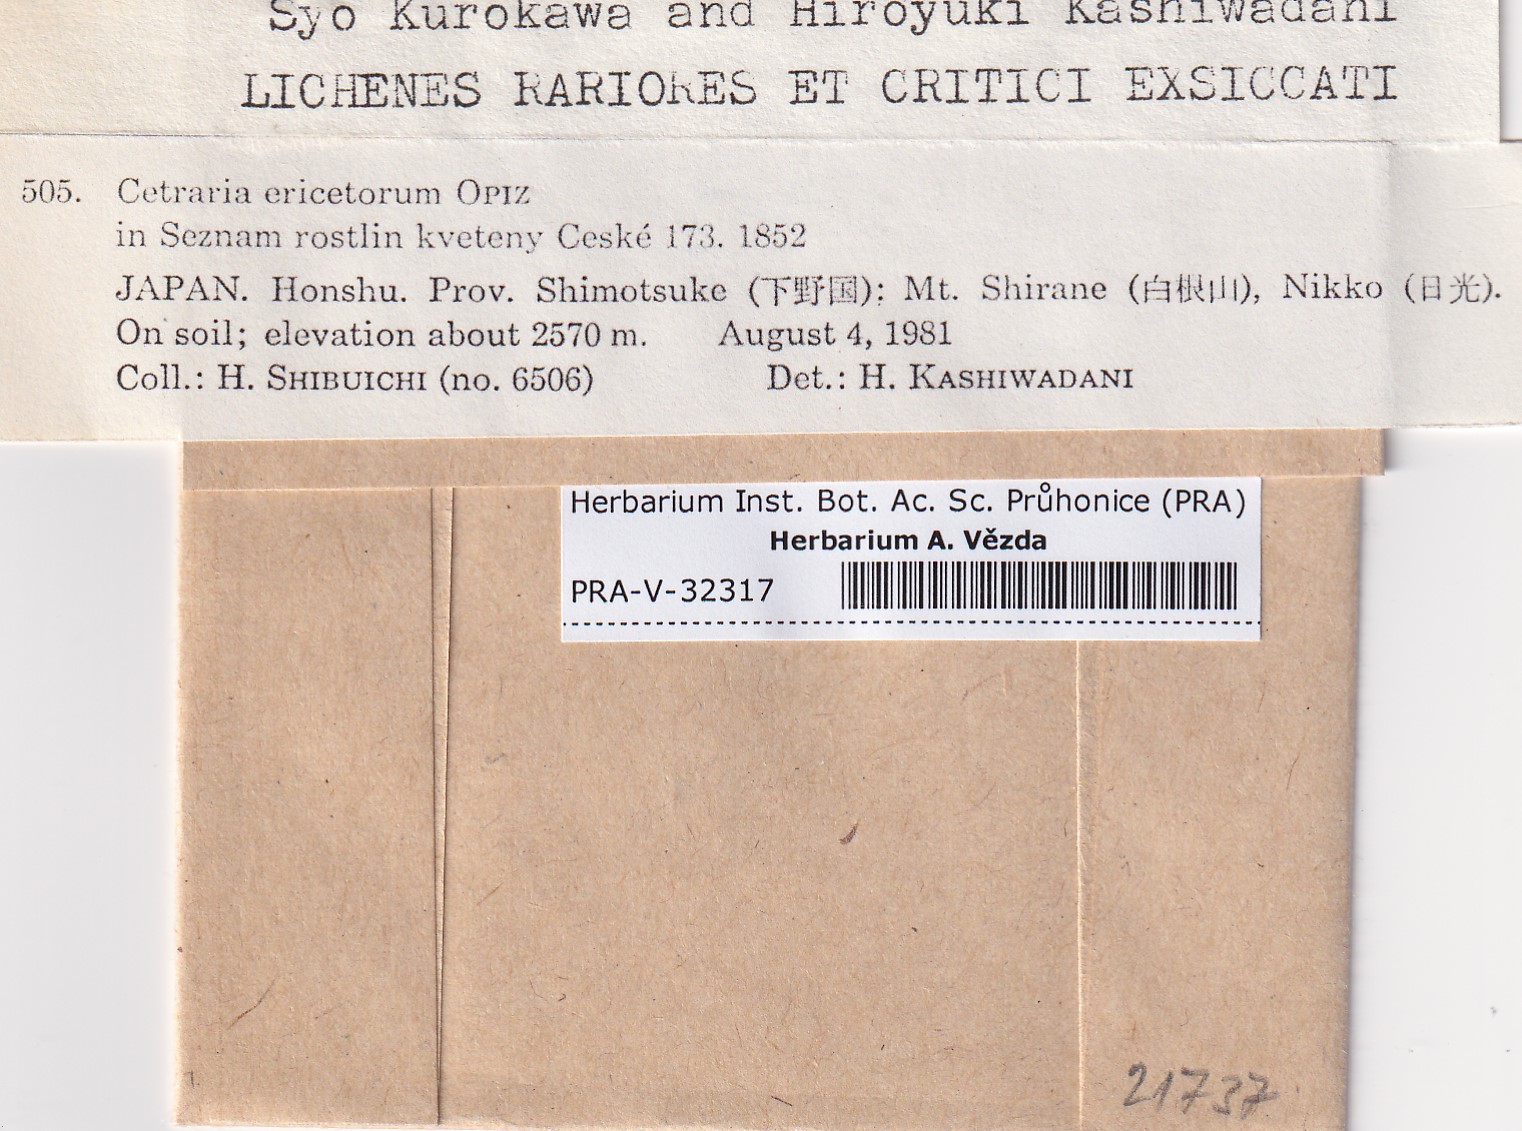 Syo Kurokawa and Hiroyuki Kashiwadani
LICHENES RARIORES ET CRITICI EXSICCATI
505. Cetraria ericetorum OPIZ
in Seznam rostlin kveteny Ceské 173. 1852
JAPAN. Honshu. Prov. Shimotsuke (下野国): Mt. Shirane (白根山), Nikko (日光).
On soil; elevation about 2570 m. August 4, 1981
Coll.: H. SHIBUICHI (no. 6506) Det.: H. KASHIWADANI
Herbarium Inst. Bot. Ac. Sc. Průhonice (PRA)
Herbarium A. Vězda
PRA-V-32317
21737